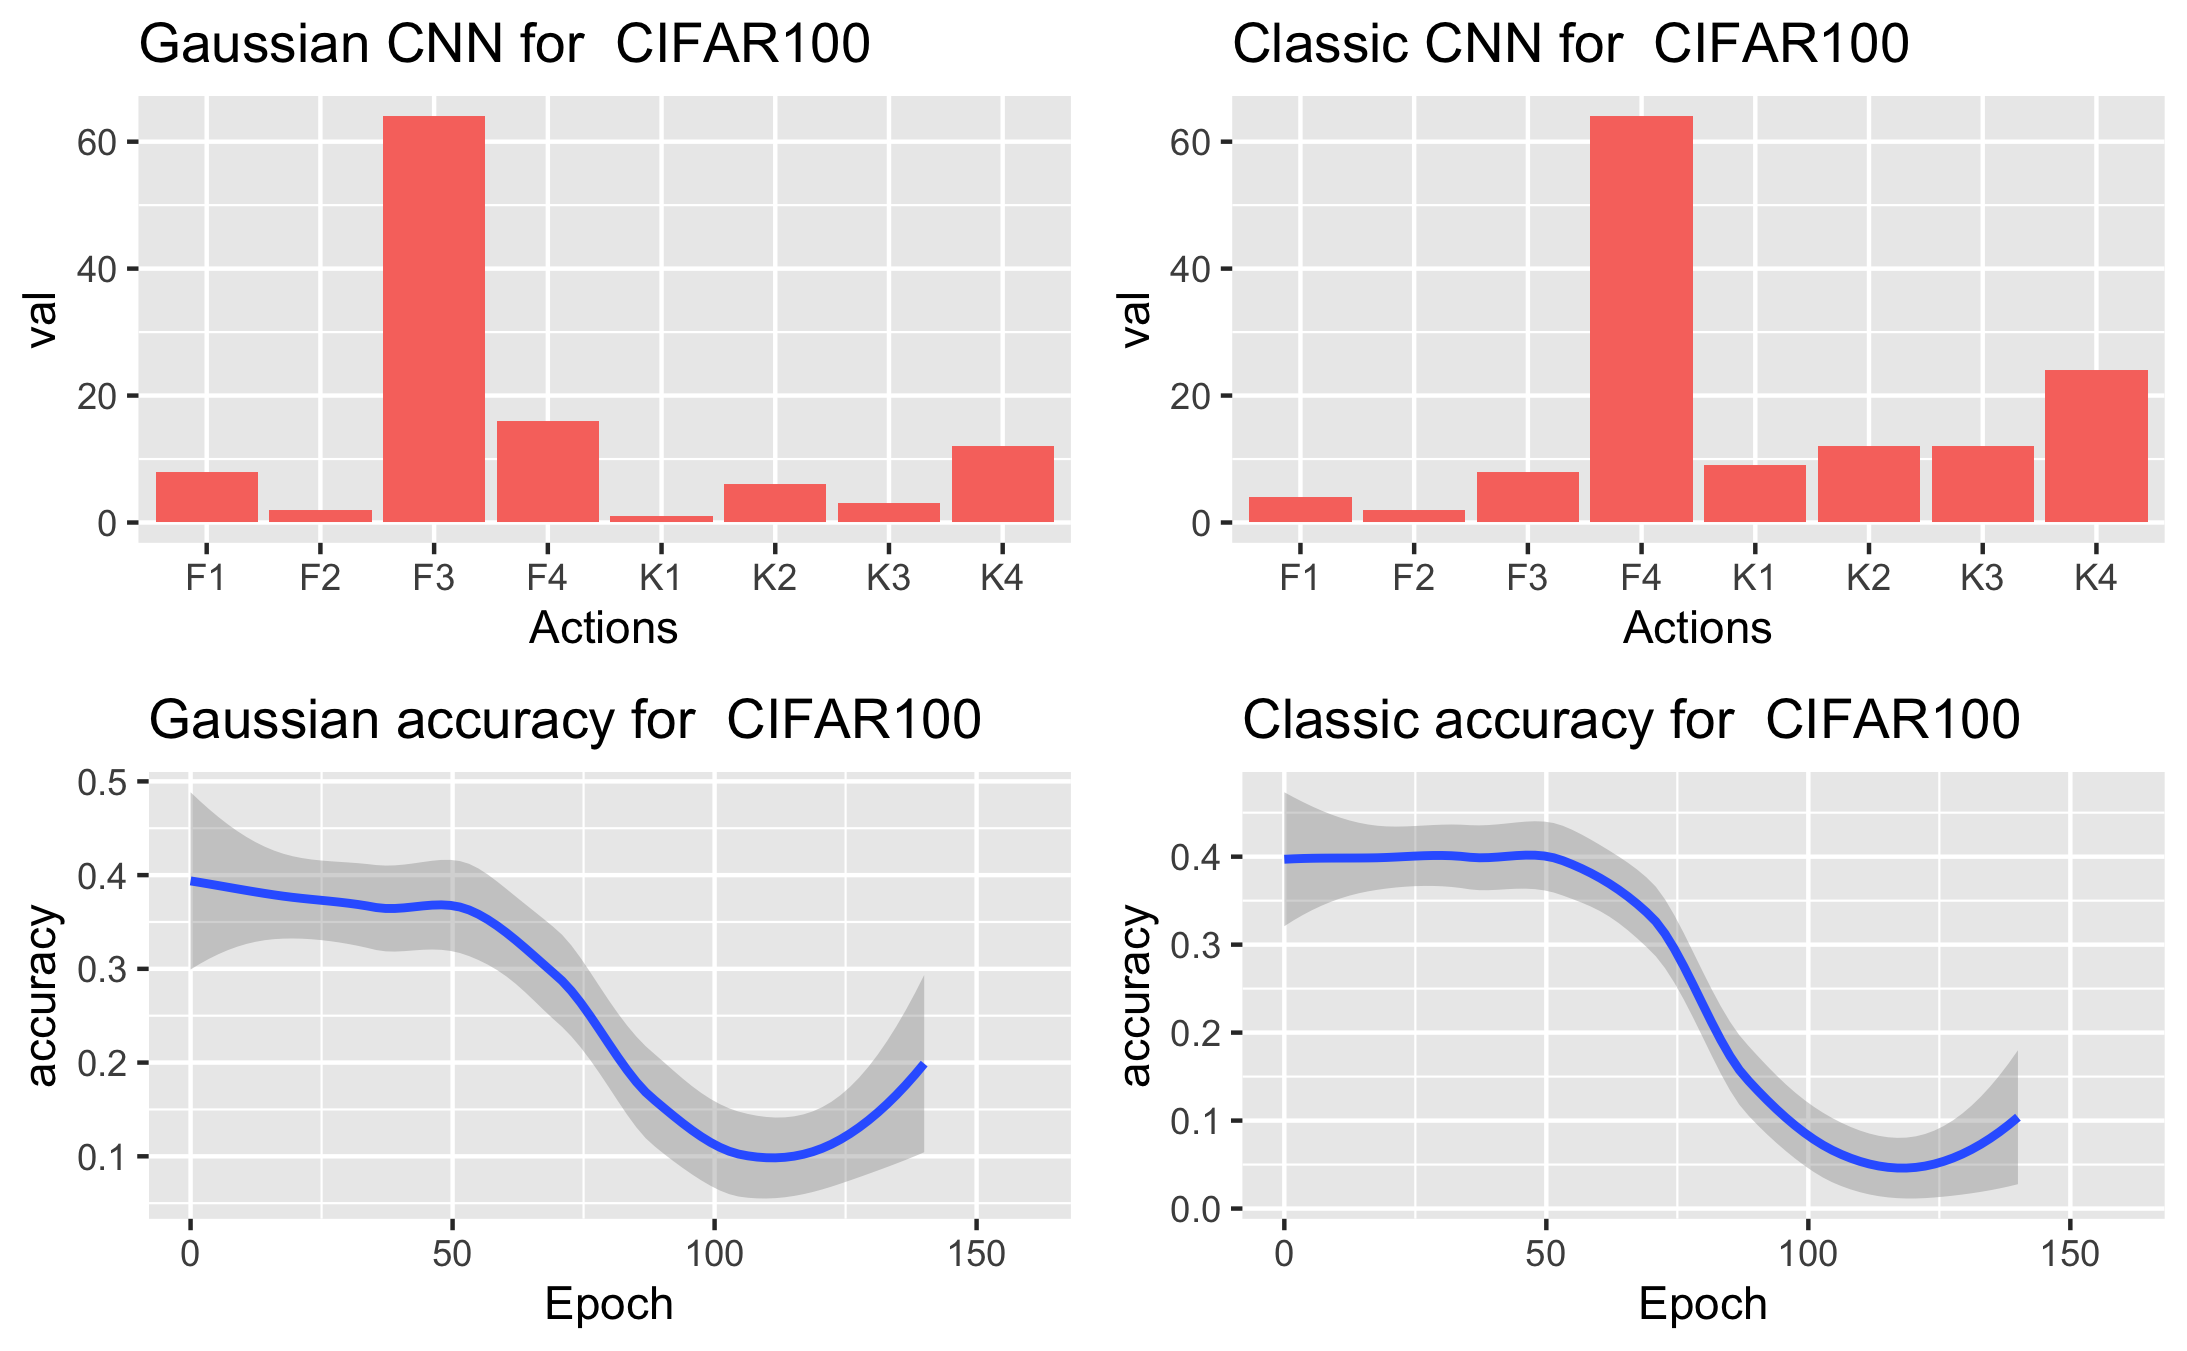 Gaussian CNN for  CIFAR100
val
60
40
20
0
F1 F2 F3 F4 K1 K2 K3 K4
Actions
Classic CNN for  CIFAR100
val
60
40
20
0
F1 F2 F3 F4 K1 K2 K3 K4
Actions
Gaussian accuracy for  CIFAR100
accuracy
0.5
0.4
0.3
0.2
0.1
0 50 100 150
Epoch
Classic accuracy for  CIFAR100
accuracy
0.4
0.3
0.2
0.1
0.0
0 50 100 150
Epoch